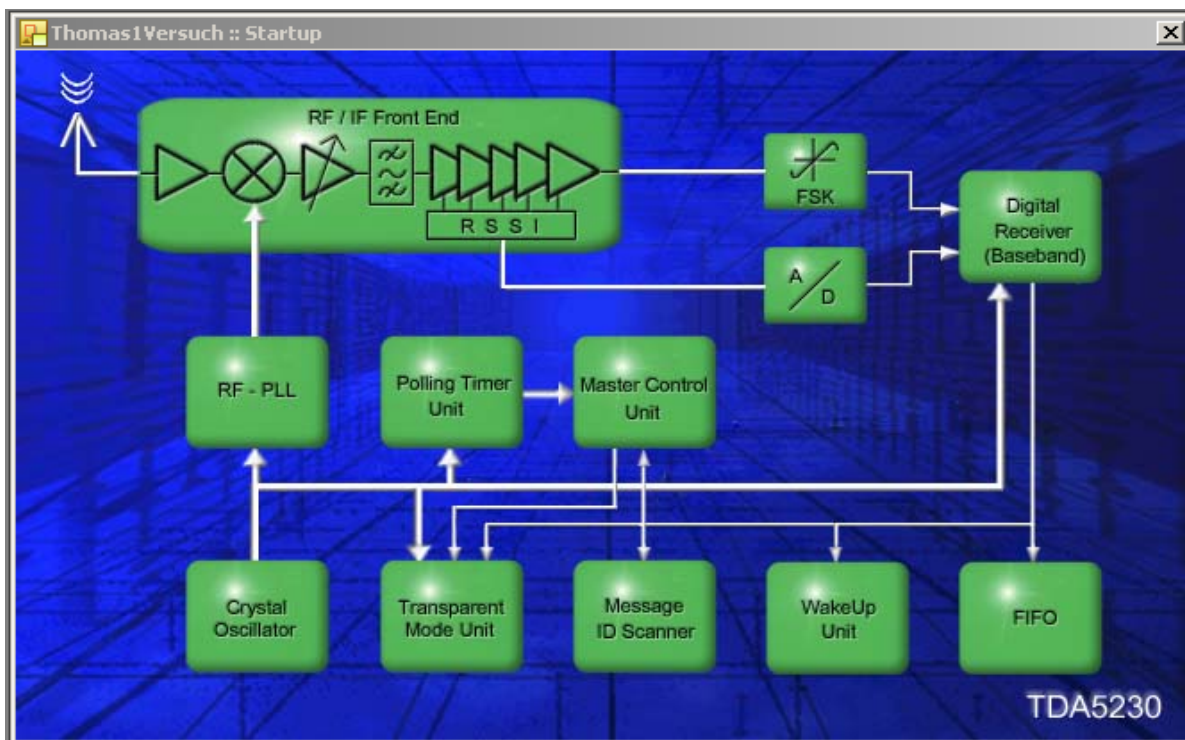 Thomas1Versuch :: Startup
RF / IF Front End
R S S I
FSK
A
D
Digital
Receiver
(Baseband)
RF - PLL
Polling Timer
Unit
Master Control
Unit
Crystal
Oscillator
Transparent
Mode Unit
Message
ID Scanner
WakeUp
Unit
FIFO
TDA5230